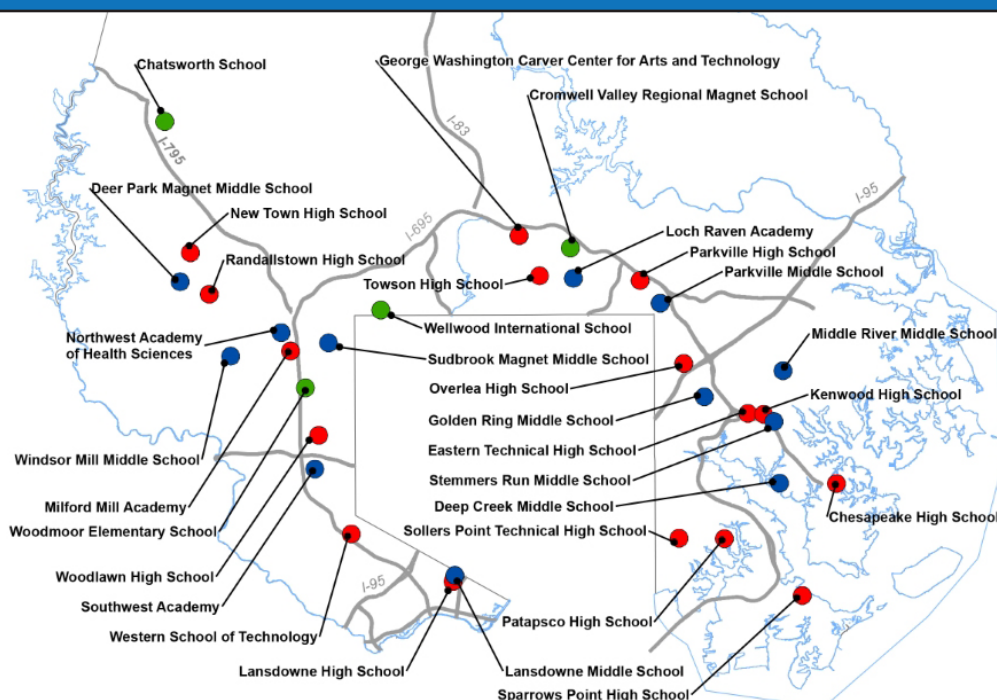 Chatsworth School
George Washington Carver Center for Arts and Technology
Cromwell Valley Regional Magnet School
I-83
I-795
Deer Park Magnet Middle School
New Town High School
I-695
I-95
Randallstown High School
Loch Raven Academy
Parkville High School
Parkville Middle School
Towson High School
Northwest Academy
of Health Sciences
Wellwood International School
Sudbrook Magnet Middle School
Middle River Middle School
Overlea High School
Kenwood High School
Golden Ring Middle School
Eastern Technical High School
Windsor Mill Middle School
Stemmers Run Middle School
Milford Mill Academy
Deep Creek Middle School
Chesapeake High School
Woodmoor Elementary School
Sollers Point Technical High School
Woodlawn High School
I-95
Southwest Academy
Western School of Technology
Patapsco High School
Lansdowne High School
Lansdowne Middle School
Sparrows Point High School